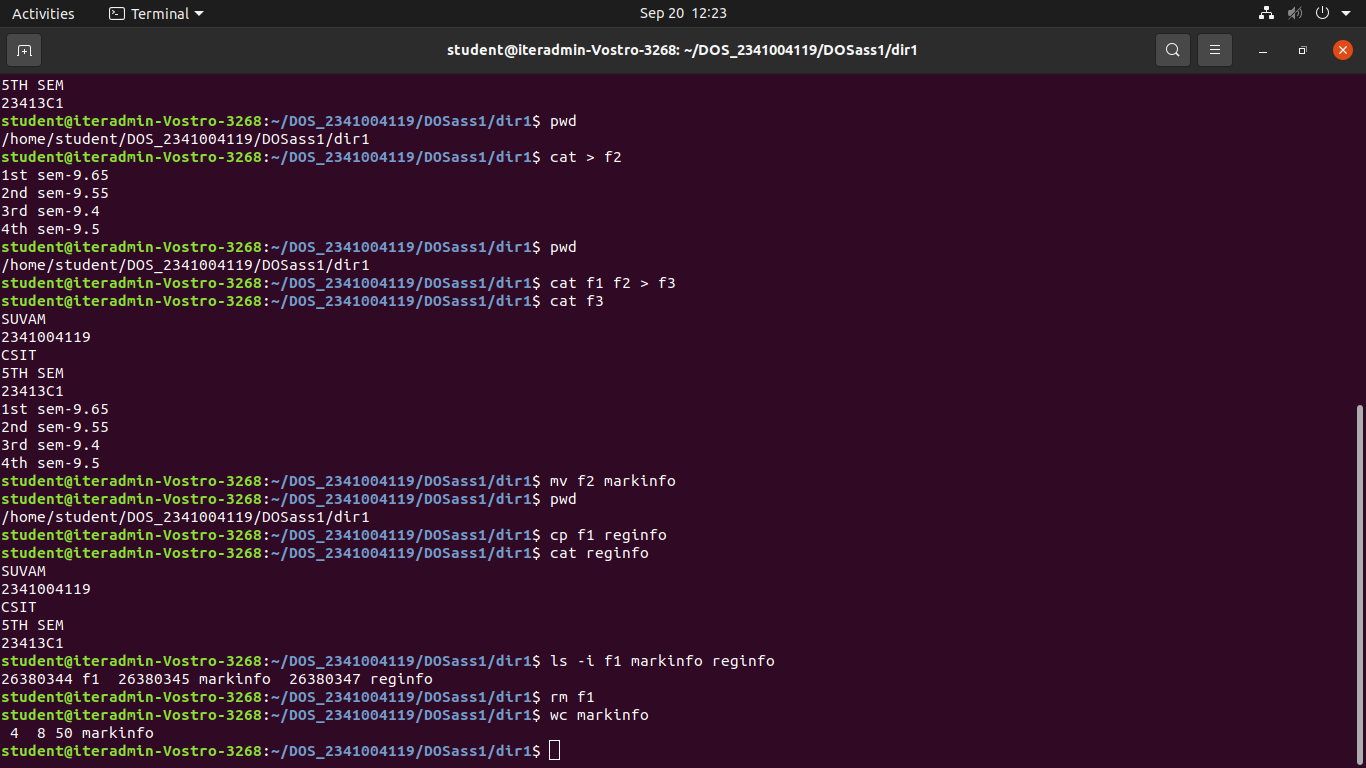 Activities Terminal Sep 20 12:23
student@iteradmin-Vostro-3268: ~/DOS_2341004119/DOSass1/dir1
5TH SEM
23413C1
student@iteradmin-Vostro-3268:~/DOS_2341004119/DOSass1/dir1$ pwd
/home/student/DOS_2341004119/DOSass1/dir1
student@iteradmin-Vostro-3268:~/DOS_2341004119/DOSass1/dir1$ cat > f2
1st sem-9.65
2nd sem-9.55
3rd sem-9.4
4th sem-9.5
student@iteradmin-Vostro-3268:~/DOS_2341004119/DOSass1/dir1$ pwd
/home/student/DOS_2341004119/DOSass1/dir1
student@iteradmin-Vostro-3268:~/DOS_2341004119/DOSass1/dir1$ cat f1 f2 > f3
student@iteradmin-Vostro-3268:~/DOS_2341004119/DOSass1/dir1$ cat f3
SUVAM
2341004119
CSIT
5TH SEM
23413C1
1st sem-9.65
2nd sem-9.55
3rd sem-9.4
4th sem-9.5
student@iteradmin-Vostro-3268:~/DOS_2341004119/DOSass1/dir1$ mv f2 markinfo
student@iteradmin-Vostro-3268:~/DOS_2341004119/DOSass1/dir1$ pwd
/home/student/DOS_2341004119/DOSass1/dir1
student@iteradmin-Vostro-3268:~/DOS_2341004119/DOSass1/dir1$ cp f1 reginfo
student@iteradmin-Vostro-3268:~/DOS_2341004119/DOSass1/dir1$ cat reginfo
SUVAM
2341004119
CSIT
5TH SEM
23413C1
student@iteradmin-Vostro-3268:~/DOS_2341004119/DOSass1/dir1$ ls -i f1 markinfo reginfo
26380344 f1  26380345 markinfo  26380347 reginfo
student@iteradmin-Vostro-3268:~/DOS_2341004119/DOSass1/dir1$ rm f1
student@iteradmin-Vostro-3268:~/DOS_2341004119/DOSass1/dir1$ wc markinfo
 4  8 50 markinfo
student@iteradmin-Vostro-3268:~/DOS_2341004119/DOSass1/dir1$